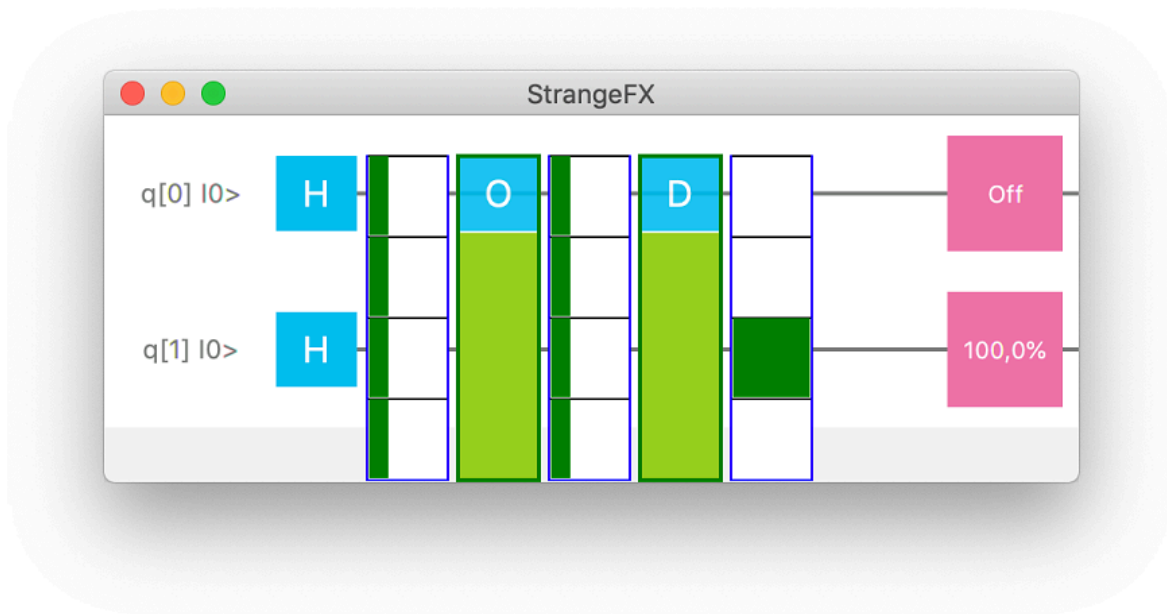 StrangeFX
q[0] I0> H O D Off
q[1] I0> H 100,0%